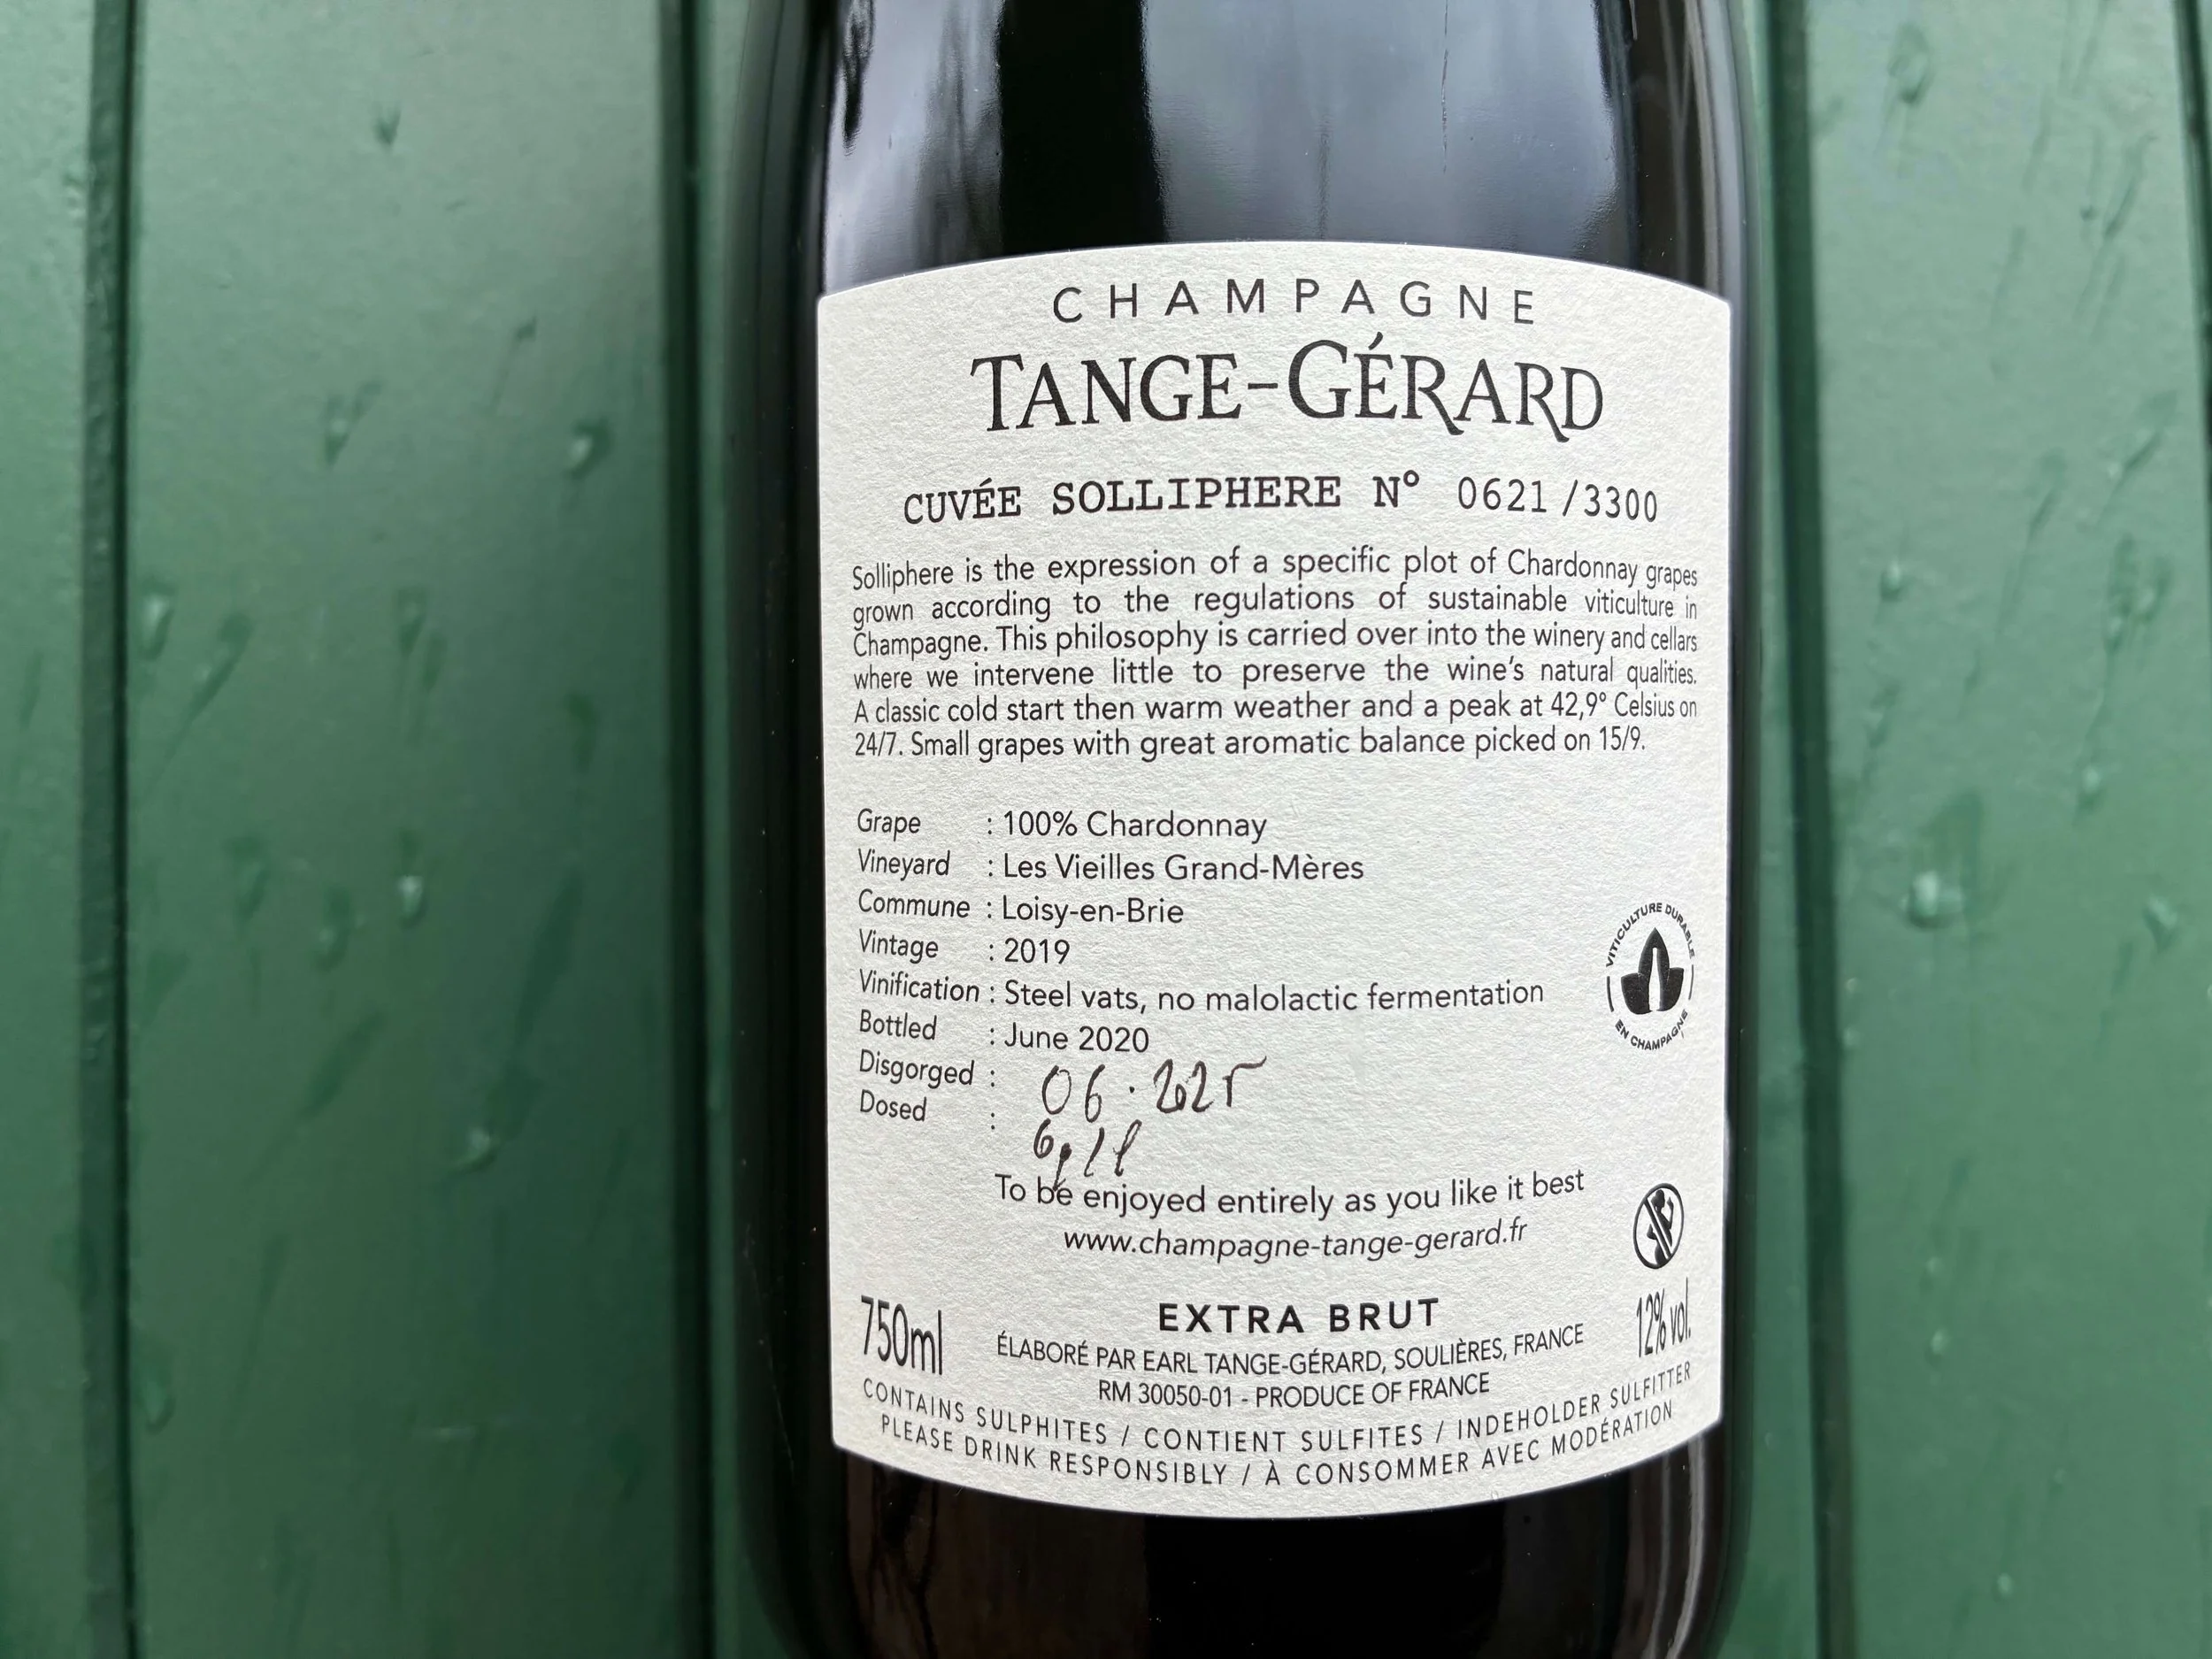 CHAMPAGNE
TANGE-GÉRARD
CUVÉE SOLLIPHERE N° 0621 /3300
Solliphere is the expression of a specific plot of Chardonnay grapes
grown according to the regulations of sustainable viticulture in
Champagne. This philosophy is carried over into the winery and cellars
where we intervene little to preserve the wine's natural qualities.
A classic cold start then warm weather and a peak at 42,9° Celsius on
24/7. Small grapes with great aromatic balance picked on 15/9.
Grape : 100% Chardonnay
Vineyard : Les Vieilles Grand-Mères
Commune : Loisy-en-Brie
Vintage : 2019
Vinification : Steel vats, no malolactic fermentation
Bottled : June 2020
Disgorged : 06.2025
Dosed : 6g/l
VITICULTURE DURABLE
EN CHAMPAGNE
To be enjoyed entirely as you like it best
www.champagne-tange-gerard.fr
750ml
EXTRA BRUT
12% vol.
ÉLABORÉ PAR EARL TANGE-GÉRARD, SOULIÈRES, FRANCE
RM 30050-01 - PRODUCE OF FRANCE
CONTAINS SULPHITES / CONTIENT SULFITES / INDEHOLDER SULFITTER
PLEASE DRINK RESPONSIBLY / À CONSOMMER AVEC MODÉRATION